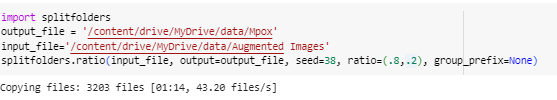 import splitfolders
output_file = '/content/drive/MyDrive/data/Mpox'
input_file='/content/drive/MyDrive/data/Augmented Images'
splitfolders.ratio(input_file, output=output_file, seed=38, ratio=(.8,.2), group_prefix=None)
Copying files: 3203 files [01:14, 43.20 files/s]